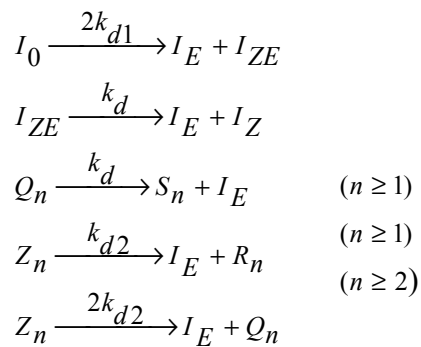 I_0 \xrightarrow{2k_{d1}} I_E + I_{ZE}
I_{ZE} \xrightarrow{k_d} I_E + I_Z
Q_n \xrightarrow{k_d} S_n + I_E (n ≥ 1)
Z_n \xrightarrow{k_{d2}} I_E + R_n (n ≥ 1)
Z_n \xrightarrow{2k_{d2}} I_E + Q_n (n ≥ 2)